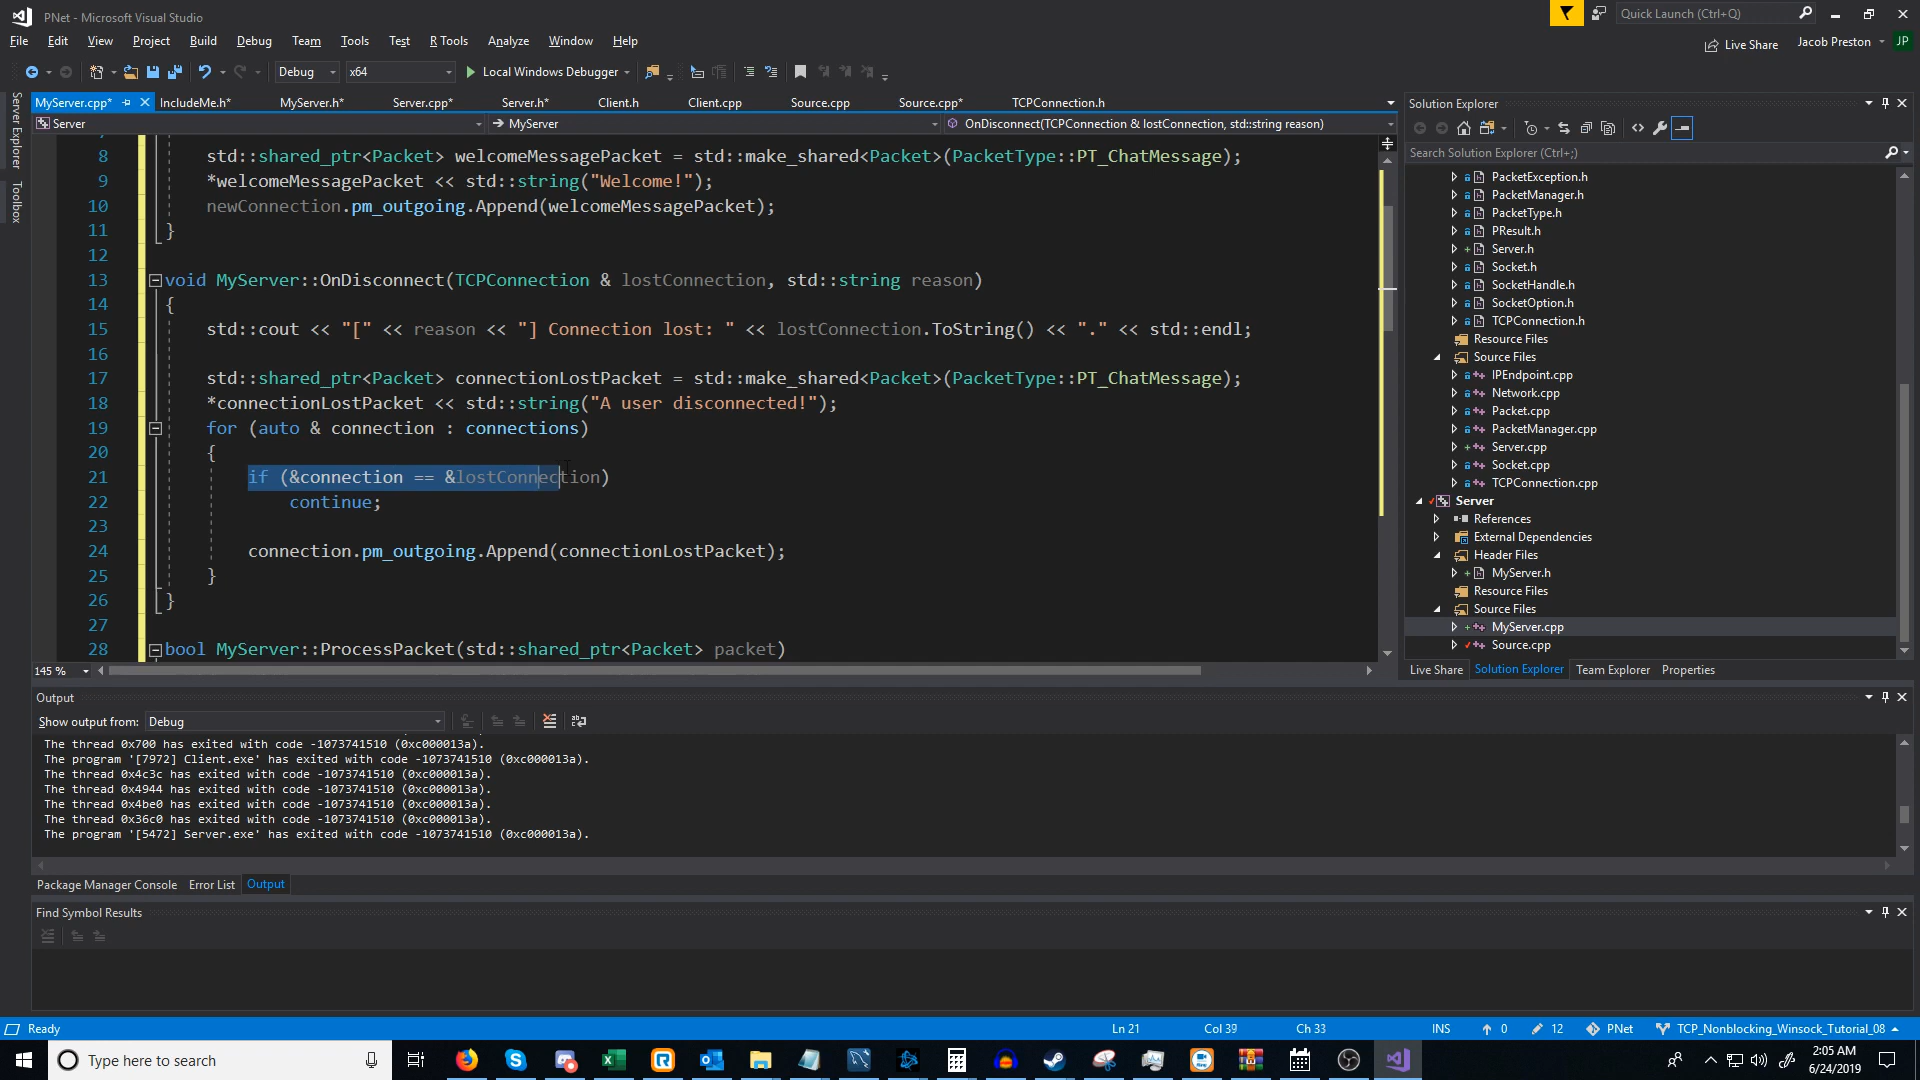 PNet - Microsoft Visual Studio
Quick Launch (Ctrl+Q)
File Edit View Project Build Debug Team Tools Test R Tools Analyze Window Help
Live Share Jacob Preston JP
Debug x64 Local Windows Debugger
Server Explorer
Toolbox
MyServer.cpp* IncludeMe.h* MyServer.h* Server.cpp* Server.h* Client.h Client.cpp Source.cpp Source.cpp* TCPConnection.h
Server MyServer OnDisconnect(TCPConnection & lostConnection, std::string reason)
8 std::shared_ptr<Packet> welcomeMessagePacket = std::make_shared<Packet>(PacketType::PT_ChatMessage);
9 *welcomeMessagePacket << std::string("Welcome!");
10 newConnection.pm_outgoing.Append(welcomeMessagePacket);
11 }
12
13 void MyServer::OnDisconnect(TCPConnection & lostConnection, std::string reason)
14 {
15 std::cout << "[" << reason << "] Connection lost: " << lostConnection.ToString() << "." << std::endl;
16
17 std::shared_ptr<Packet> connectionLostPacket = std::make_shared<Packet>(PacketType::PT_ChatMessage);
18 *connectionLostPacket << std::string("A user disconnected!");
19 for (auto & connection : connections)
20 {
21 if (&connection == &lostConnection)
22 continue;
23
24 connection.pm_outgoing.Append(connectionLostPacket);
25 }
26 }
27
28 bool MyServer::ProcessPacket(std::shared_ptr<Packet> packet)
145 %
Solution Explorer
Search Solution Explorer (Ctrl+;)
PacketException.h
PacketManager.h
PacketType.h
PResult.h
Server.h
Socket.h
SocketHandle.h
SocketOption.h
TCPConnection.h
Resource Files
Source Files
IPEndpoint.cpp
Network.cpp
Packet.cpp
PacketManager.cpp
Server.cpp
Socket.cpp
TCPConnection.cpp
Server
References
External Dependencies
Header Files
MyServer.h
Resource Files
Source Files
MyServer.cpp
Source.cpp
Live Share Solution Explorer Team Explorer Properties
Output
Show output from: Debug
The thread 0x700 has exited with code -1073741510 (0xc000013a).
The program '[7972] Client.exe' has exited with code -1073741510 (0xc000013a).
The thread 0x4c3c has exited with code -1073741510 (0xc000013a).
The thread 0x4944 has exited with code -1073741510 (0xc000013a).
The thread 0x4be0 has exited with code -1073741510 (0xc000013a).
The thread 0x36c0 has exited with code -1073741510 (0xc000013a).
The program '[5472] Server.exe' has exited with code -1073741510 (0xc000013a).
Package Manager Console Error List Output
Find Symbol Results
Ready Ln 21 Col 39 Ch 33 INS 0 12 PNet TCP_Nonblocking_Winsock_Tutorial_08
Type here to search
2:05 AM
6/24/2019